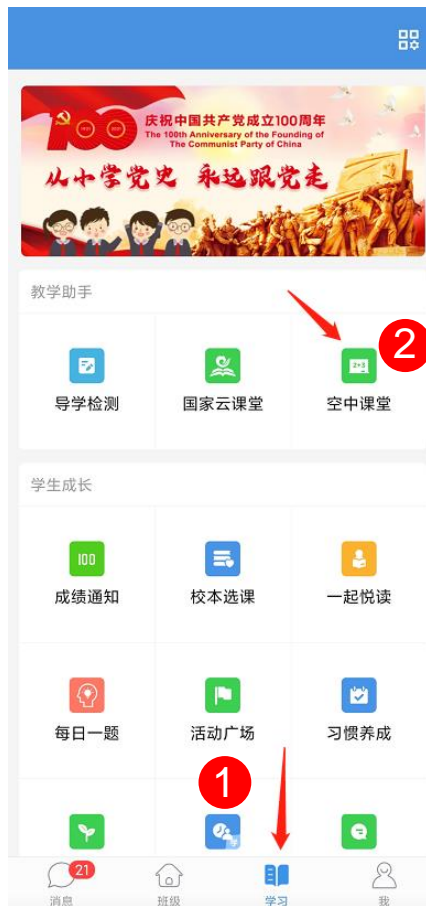 庆祝中国共产党成立100周年
The 100th Anniversary of the Founding of
The Communist Party of China
从小学党史 永远跟党走
教学助手
2
导学检测 国家云课堂 空中课堂
学生成长
100
成绩通知 校本选课 一起悦读
每日一题 活动广场 习惯养成
1
21
消息 班级 学习 我